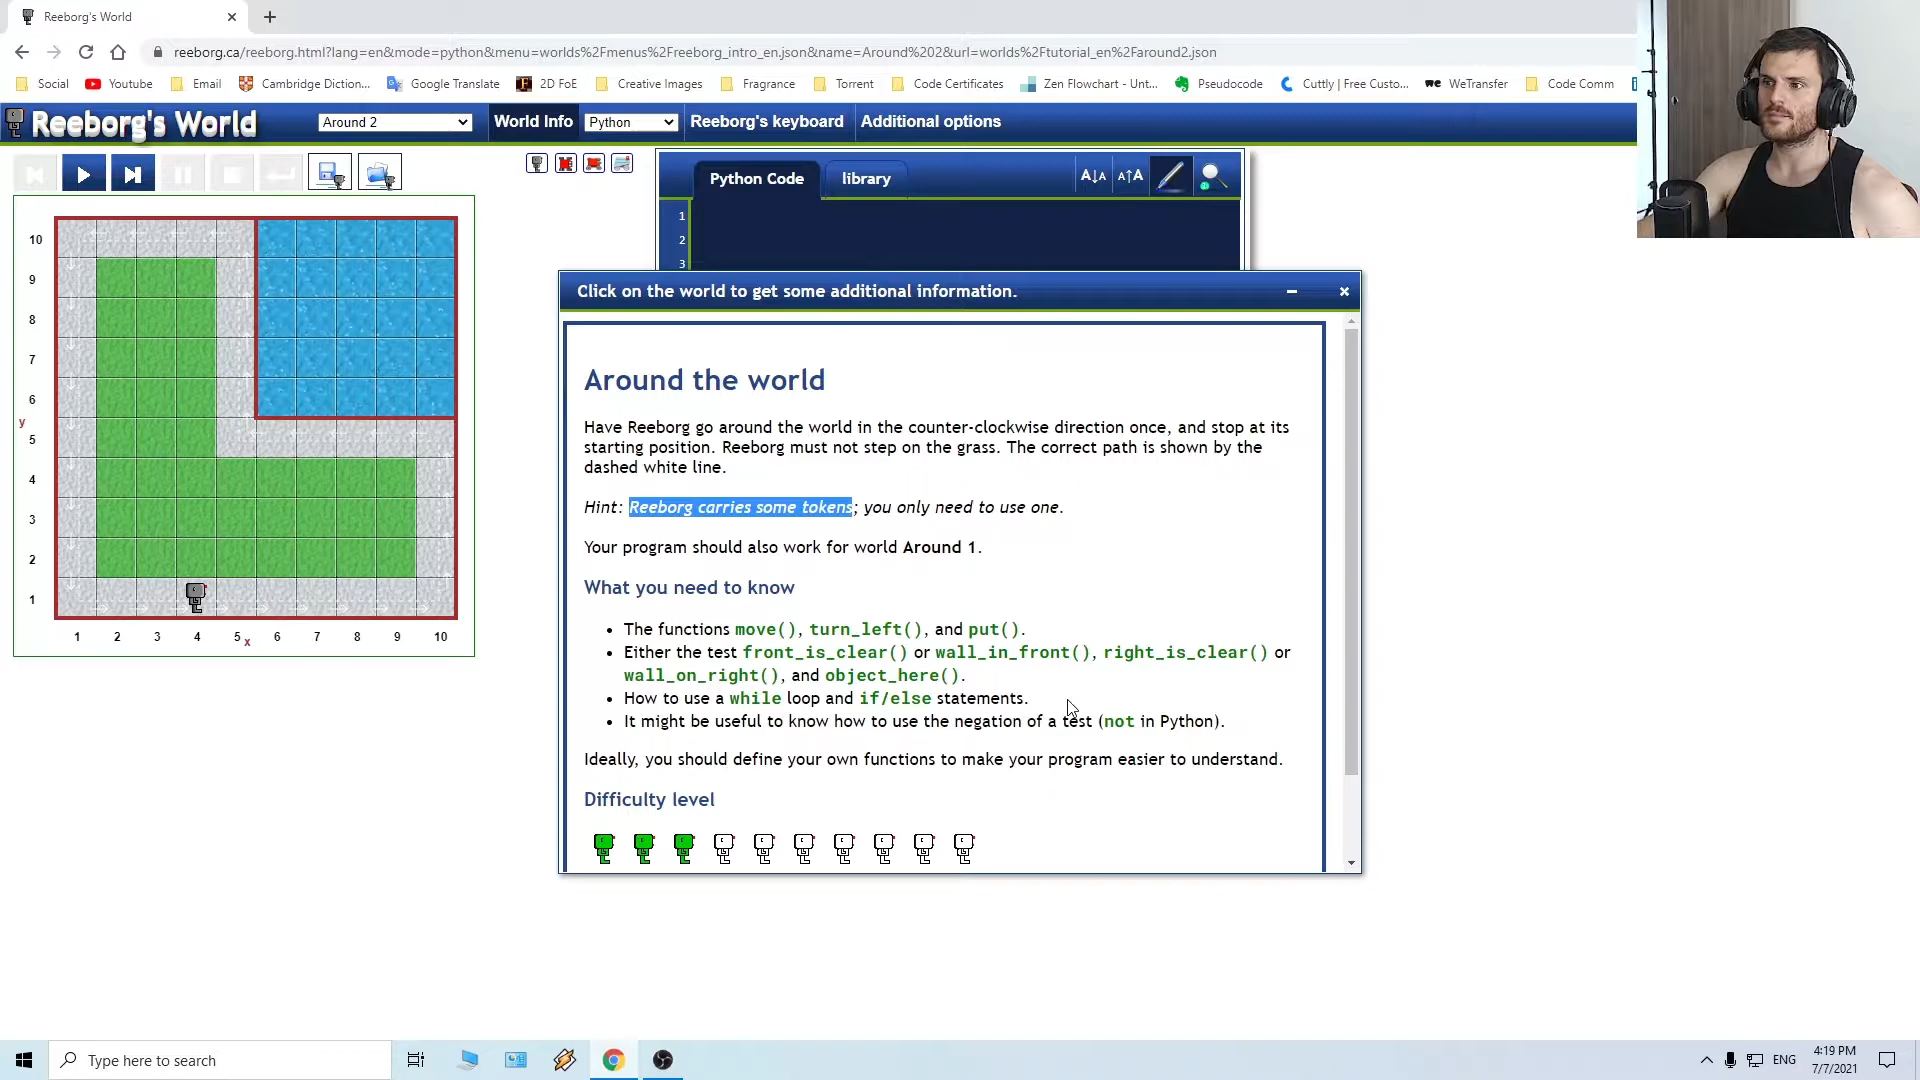 Reeborg's World
reeborg.ca/reeborg.html?lang=en&mode=python&menu=worlds%2Fmenus%2Freeborg_intro_en.json&name=Around%202&url=worlds%2Ftutorial_en%2Faround2.json
Social Youtube Email Cambridge Diction... Google Translate 2D FoE Creative Images Fragrance Torrent Code Certificates Zen Flowchart - Unt... Pseudocode Cuttly | Free Custo... WeTransfer Code Comm
Reeborg's World Around 2 World Info Python Reeborg's keyboard Additional options
Python Code library A↓A A↑A
1
2
3
10
9
8
7
6
y
5
4
3
2
1
1 2 3 4 5 x 6 7 8 9 10
Click on the world to get some additional information.
Around the world
Have Reeborg go around the world in the counter-clockwise direction once, and stop at its
starting position. Reeborg must not step on the grass. The correct path is shown by the
dashed white line.
Hint: Reeborg carries some tokens; you only need to use one.
Your program should also work for world Around 1.
What you need to know
• The functions move(), turn_left(), and put().
• Either the test front_is_clear() or wall_in_front(), right_is_clear() or
wall_on_right(), and object_here().
• How to use a while loop and if/else statements.
• It might be useful to know how to use the negation of a test (not in Python).
Ideally, you should define your own functions to make your program easier to understand.
Difficulty level
Type here to search
ENG
4:19 PM
7/7/2021